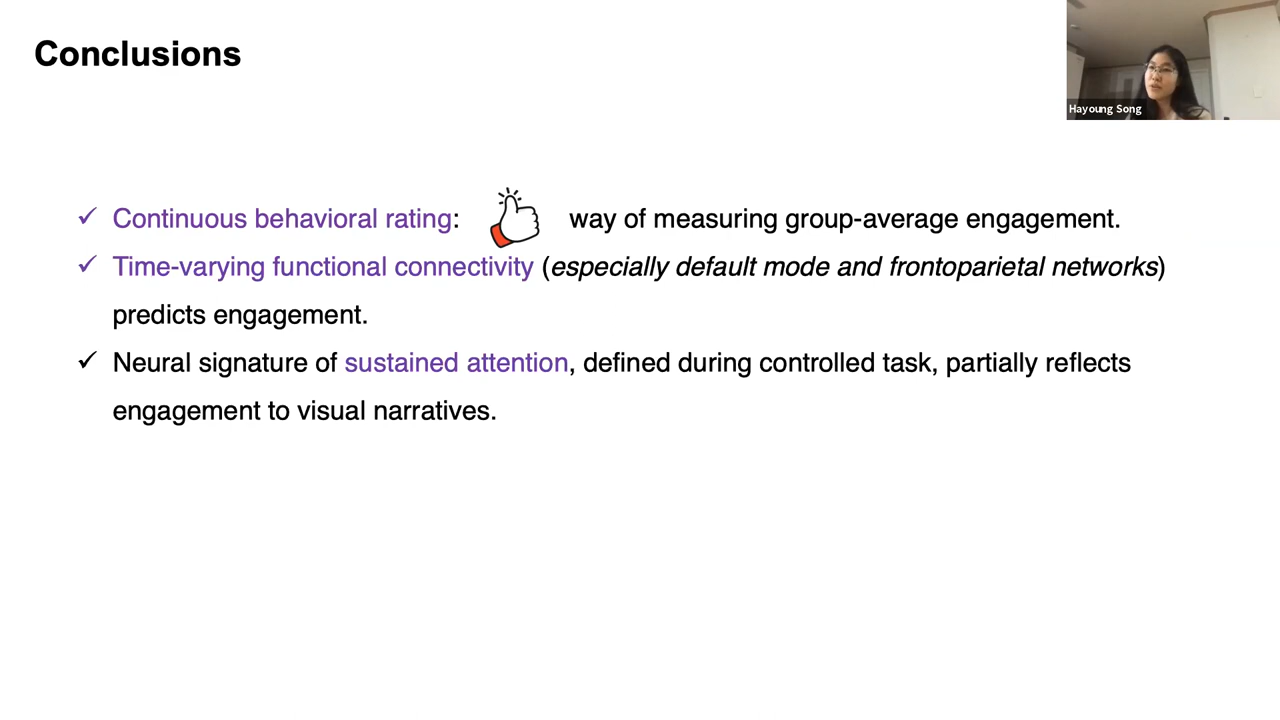 Conclusions
Hayoung Song
✓ Continuous behavioral rating: way of measuring group-average engagement.
✓ Time-varying functional connectivity (especially default mode and frontoparietal networks)
predicts engagement.
✓ Neural signature of sustained attention, defined during controlled task, partially reflects
engagement to visual narratives.